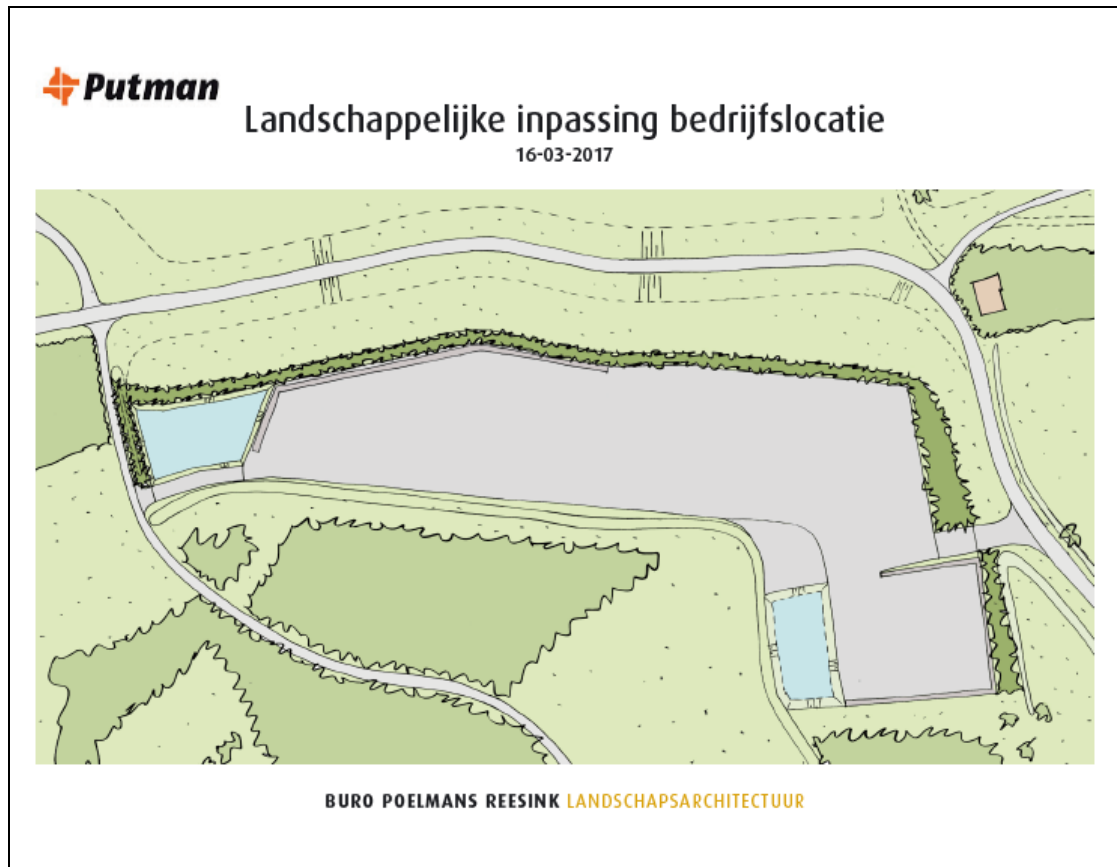 Putman
Landschappelijke inpassing bedrijfslocatie
16-03-2017
BURO POELMANS REESINK LANDSCHAPSARCHITECTUUR